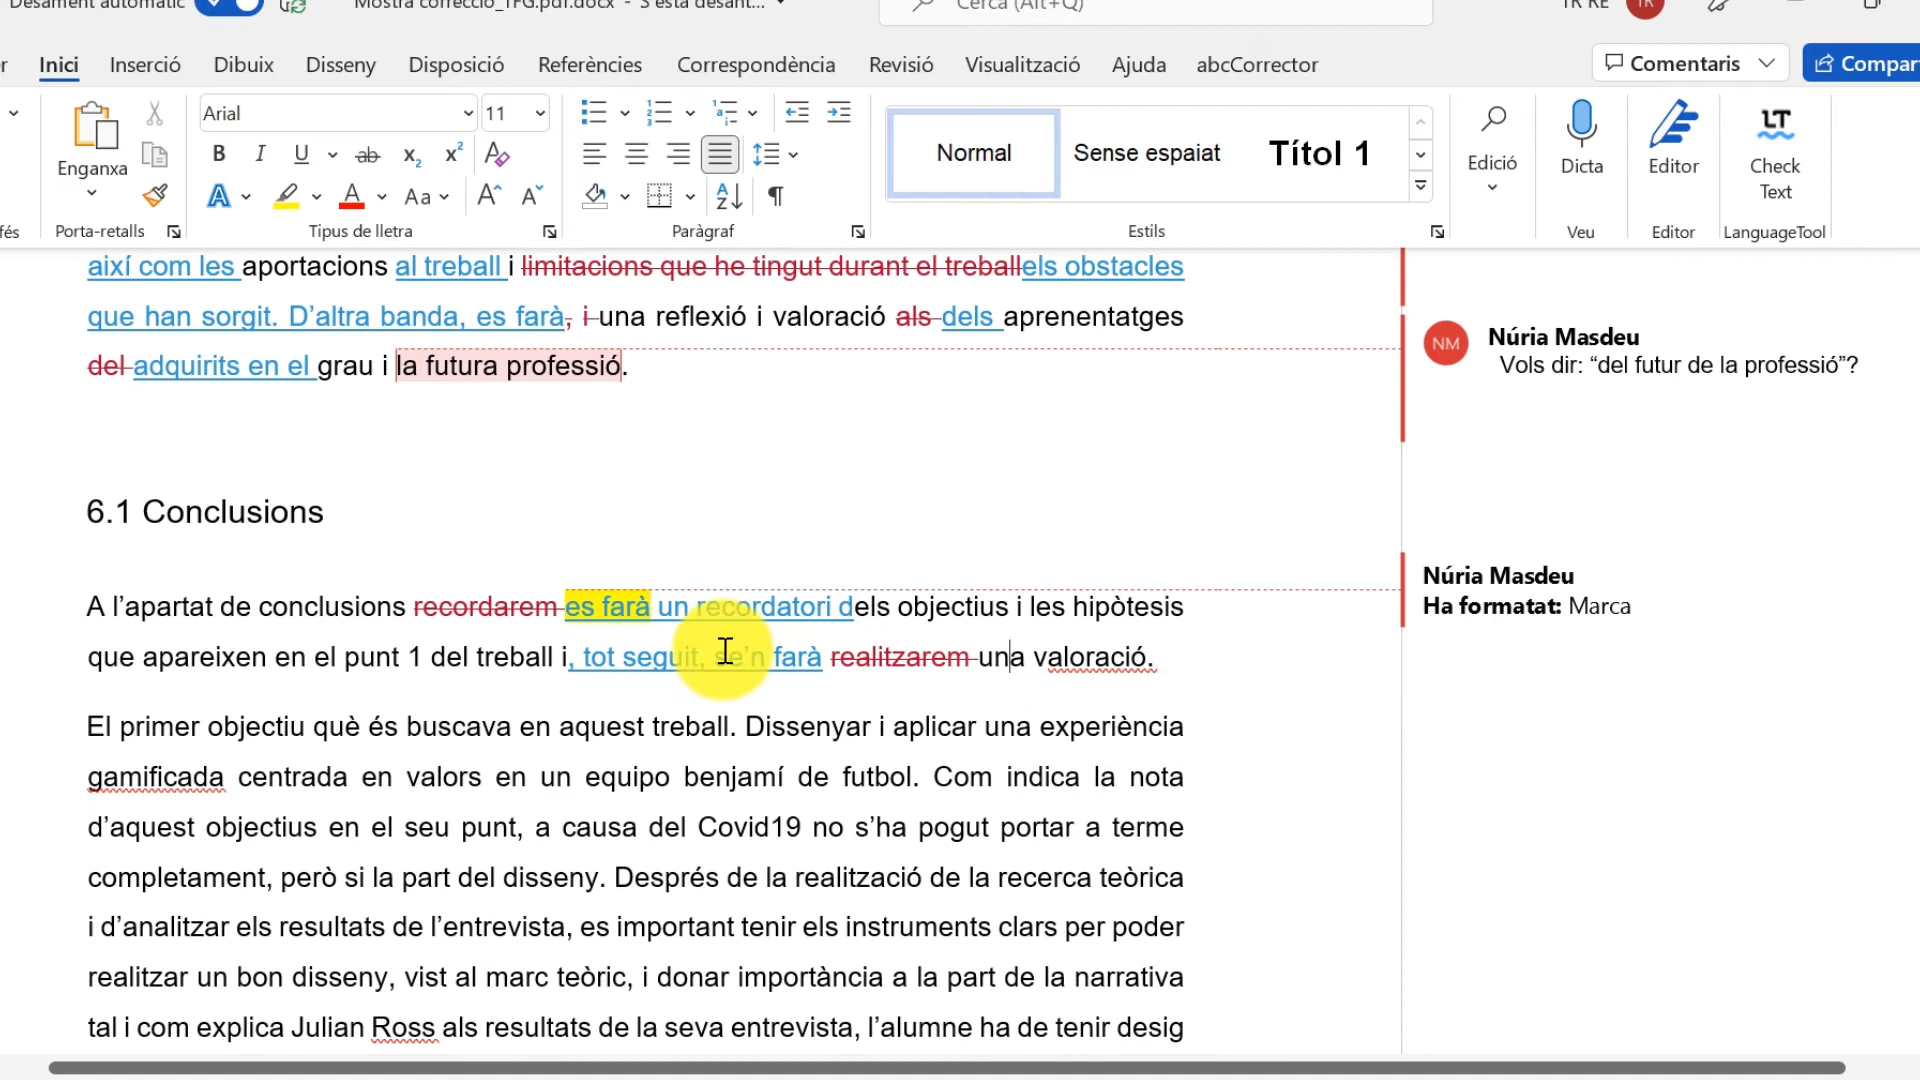 Desament automàtic
Mostra correcció_TFG.pdf.docx - S'està desant...
Cerca (Alt+Q)
TR RE
TR
Inici Inserció Dibuix Disseny Disposició Referències Correspondència Revisió Visualització Ajuda abcCorrector
Comentaris
Compar
Enganxa
Porta-retalls
Arial
11
Tipus de lletra
Paràgraf
Normal
Sense espaiat
Títol 1
Estils
Edició
Dicta
Veu
Editor
Editor
LT
Check
Text
LanguageTool
així com les aportacions al treball i limitacions que he tingut durant el treballels obstacles
que han sorgit. D’altra banda, es farà, i una reflexió i valoració als dels aprenentatges
del adquirits en el grau i la futura professió.
NM
Núria Masdeu
Vols dir: “del futur de la professió”?
6.1 Conclusions
A l’apartat de conclusions recordarem es farà un recordatori dels objectius i les hipòtesis
que apareixen en el punt 1 del treball i, tot seguit, se’n farà realitzarem una valoració.
Núria Masdeu
Ha formatat: Marca
El primer objectiu què és buscava en aquest treball. Dissenyar i aplicar una experiència
gamificada centrada en valors en un equipo benjamí de futbol. Com indica la nota
d’aquest objectius en el seu punt, a causa del Covid19 no s’ha pogut portar a terme
completament, però si la part del disseny. Després de la realització de la recerca teòrica
i d’analitzar els resultats de l’entrevista, es important tenir els instruments clars per poder
realitzar un bon disseny, vist al marc teòric, i donar importància a la part de la narrativa
tal i com explica Julian Ross als resultats de la seva entrevista, l’alumne ha de tenir desig